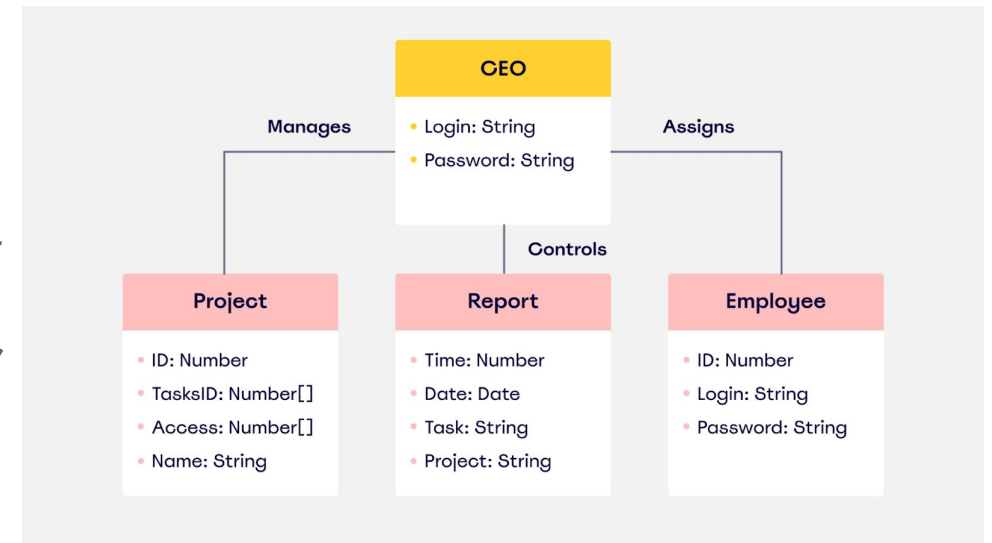 CEO
Manages
• Login: String
• Password: String
Assigns
Controls
Project
• ID: Number
• TasksID: Number[]
• Access: Number[]
• Name: String
Report
• Time: Number
• Date: Date
• Task: String
• Project: String
Employee
• ID: Number
• Login: String
• Password: String